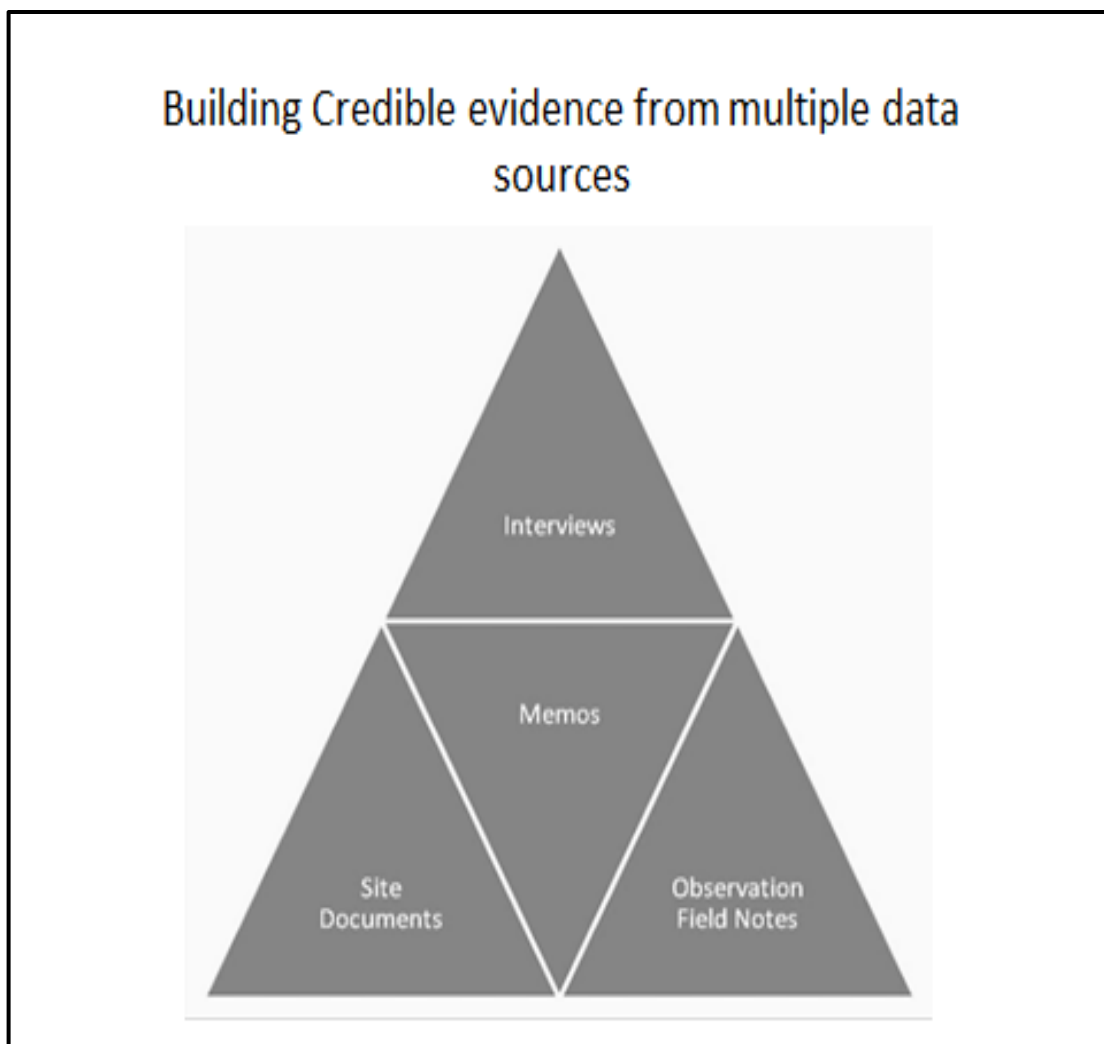 Building Credible evidence from multiple data
sources
Interviews
Memos
Site
Documents
Observation
Field Notes